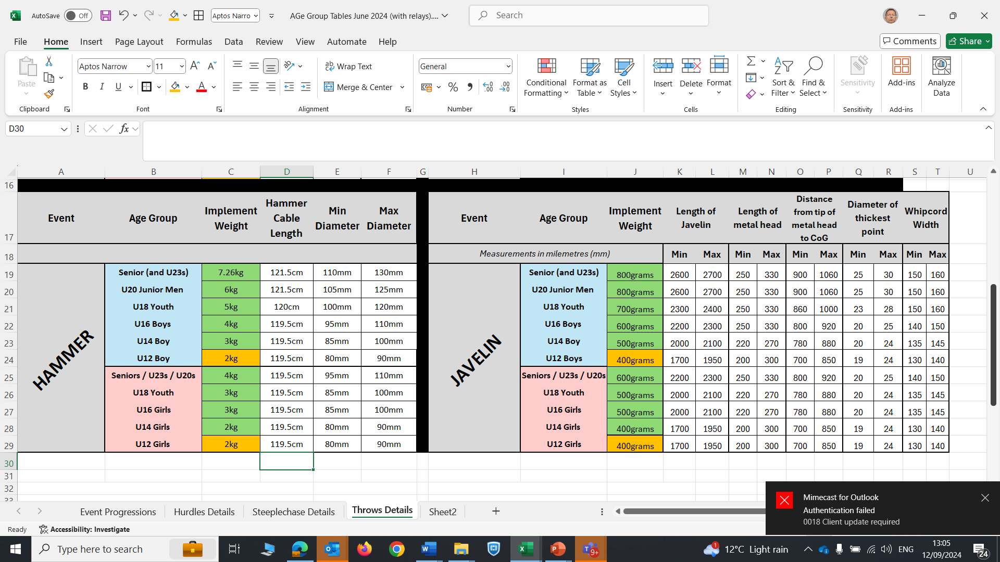 AutoSave Off Aptos Narro AGe Group Tables June 2024 (with relays).... Search
File Home Insert Page Layout Formulas Data Review View Automate Help Comments Share
Paste Aptos Narrow 11 Wrap Text General Conditional Formatting Format as Table Cell Styles Insert Delete Format Sort & Filter Find & Select Sensitivity Add-ins Analyze Data
B I U Merge & Center
Clipboard Font Alignment Number Styles Cells Editing Sensitivity Add-ins
D30 fx
A B C D E F G H I J K L M N O P Q R S T U
16
17 Event Age Group Implement Weight Hammer Cable Length Min Diameter Max Diameter Event Age Group Implement Weight Length of Javelin Length of metal head Distance from tip of metal head to CoG Diameter of thickest point Whipcord Width
18 Measurements in milemetres (mm) Min Max Min Max Min Max Min Max Min Max
HAMMER
JAVELIN
19 Senior (and U23s) 7.26kg 121.5cm 110mm 130mm Senior (and U23s) 800grams 2600 2700 250 330 900 1060 25 30 150 160
20 U20 Junior Men 6kg 121.5cm 105mm 125mm U20 Junior Men 800grams 2600 2700 250 330 900 1060 25 30 150 160
21 U18 Youth 5kg 120cm 100mm 120mm U18 Youth 700grams 2300 2400 250 330 860 1000 23 28 150 160
22 U16 Boys 4kg 119.5cm 95mm 110mm U16 Boys 600grams 2200 2300 250 330 800 920 20 25 140 150
23 U14 Boy 3kg 119.5cm 85mm 100mm U14 Boy 500grams 2000 2100 220 270 780 880 20 24 135 145
24 U12 Boy 2kg 119.5cm 80mm 90mm U12 Boys 400grams 1700 1950 200 300 700 850 19 24 130 140
25 Seniors / U23s / U20s 4kg 119.5cm 95mm 110mm Seniors / U23s / U20s 600grams 2200 2300 250 330 800 920 20 25 140 150
26 U18 Youth 3kg 119.5cm 85mm 100mm U18 Youth 500grams 2000 2100 220 270 780 880 20 24 135 145
27 U16 Girls 3kg 119.5cm 85mm 100mm U16 Girls 500grams 2000 2100 220 270 780 880 20 24 135 145
28 U14 Girls 2kg 119.5cm 80mm 90mm U14 Girls 400grams 1700 1950 200 300 700 850 19 24 130 140
29 U12 Girls 2kg 119.5cm 80mm 90mm U12 Girls 400grams 1700 1950 200 300 700 850 19 24 130 140
30
31
32
33
Mimecast for Outlook
Authentication failed
0018 Client update required
Event Progressions Hurdles Details Steeplechase Details Throws Details Sheet2
Ready Accessibility: Investigate
Type here to search 9+ 1 12°C Light rain ENG 13:05
12/09/2024 24